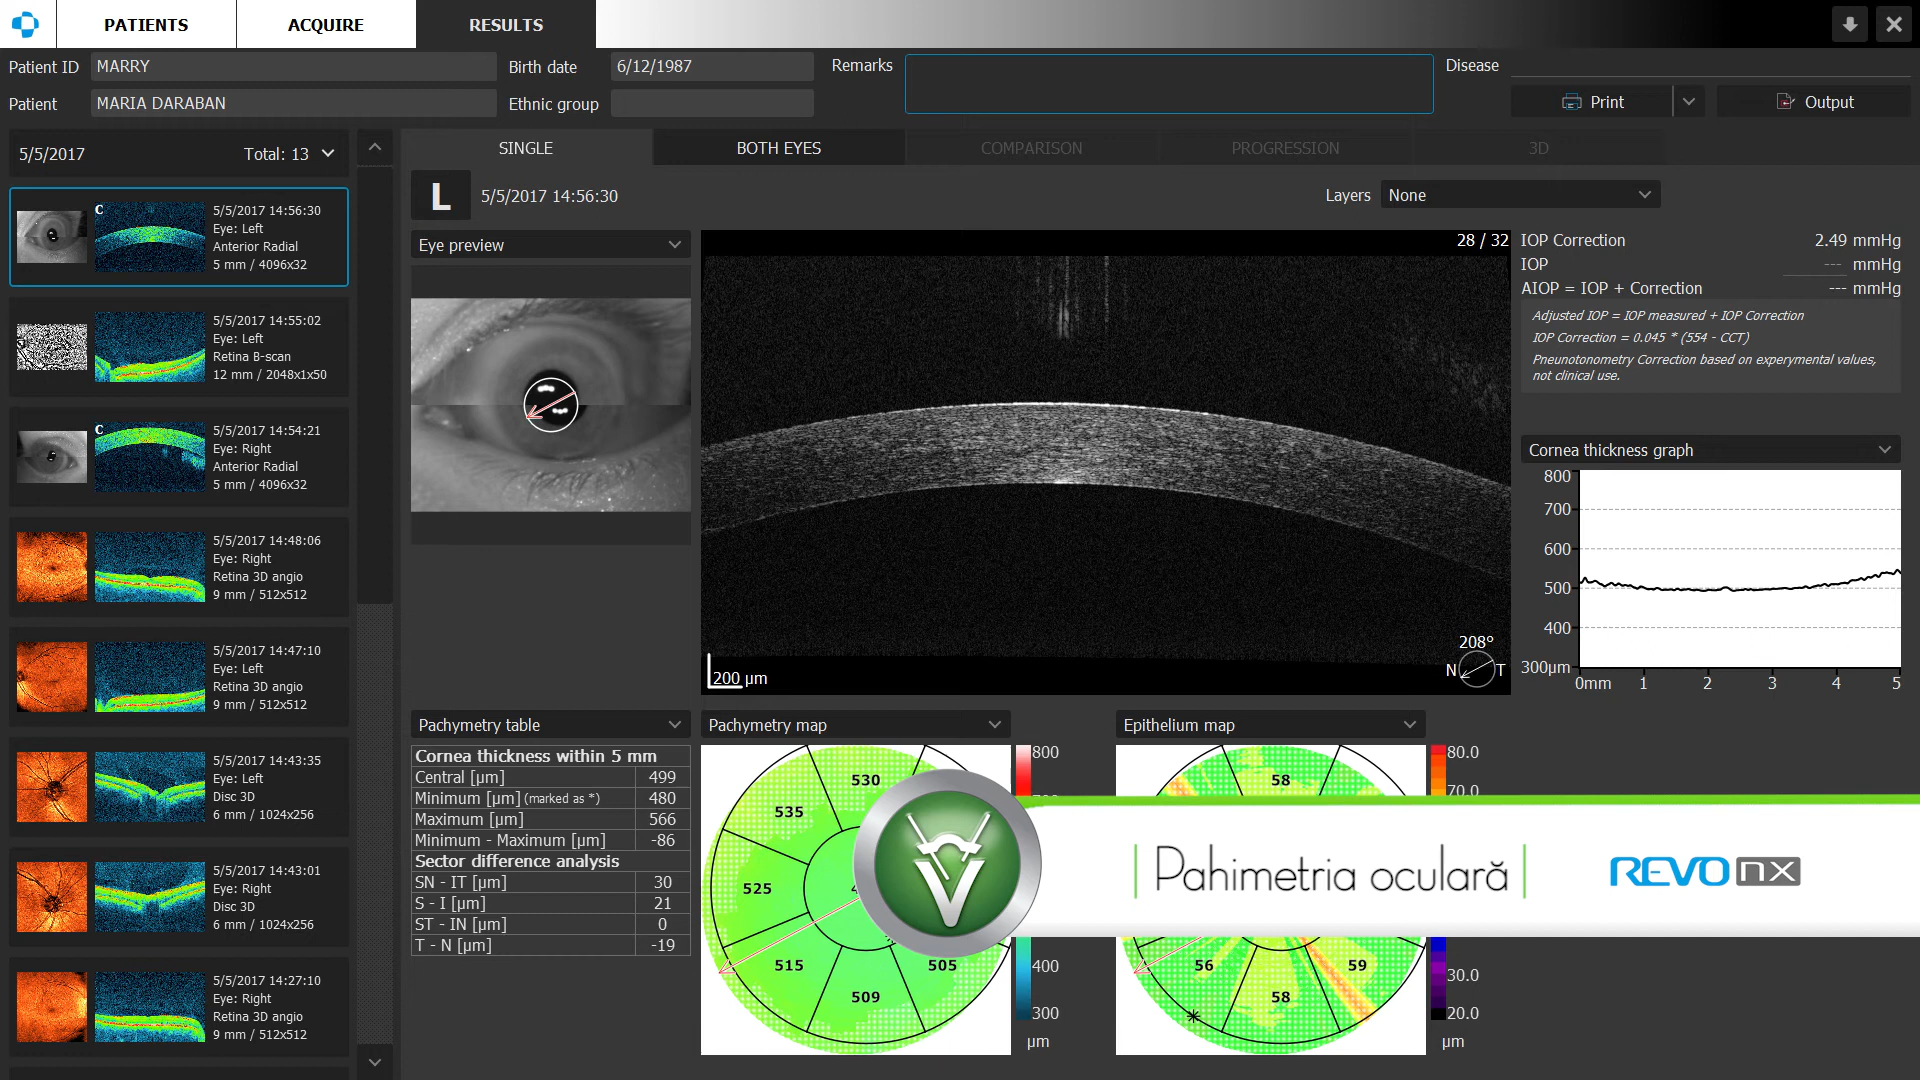 PATIENTS
ACQUIRE
RESULTS
Patient ID MARRY Birth date 6/12/1987 Remarks Disease
Patient MARIA DARABAN Ethnic group Print Output
5/5/2017 Total: 13
SINGLE BOTH EYES COMPARISON PROGRESSION 3D
L 5/5/2017 14:56:30 Layers None
C
5/5/2017 14:56:30
Eye: Left
Anterior Radial
5 mm / 4096x32
5/5/2017 14:55:02
Eye: Left
Retina B-scan
12 mm / 2048x1x50
C
5/5/2017 14:54:21
Eye: Right
Anterior Radial
5 mm / 4096x32
5/5/2017 14:48:06
Eye: Right
Retina 3D angio
9 mm / 512x512
5/5/2017 14:47:10
Eye: Left
Retina 3D angio
9 mm / 512x512
5/5/2017 14:43:35
Eye: Left
Disc 3D
6 mm / 1024x256
5/5/2017 14:43:01
Eye: Right
Disc 3D
6 mm / 1024x256
5/5/2017 14:27:10
Eye: Right
Retina 3D angio
9 mm / 512x512
Eye preview
28 / 32
208°
N T
200 µm
IOP Correction 2.49 mmHg
IOP --- mmHg
AIOP = IOP + Correction --- mmHg
Adjusted IOP = IOP measured + IOP Correction
IOP Correction = 0.045 * (554 - CCT)
Pneunotonometry Correction based on experymental values,
not clinical use.
Cornea thickness graph
800
700
600
500
400
300µm
0mm 1 2 3 4 5
Pachymetry table
Cornea thickness within 5 mm
Central [µm] 499
Minimum [µm] (marked as *) 480
Maximum [µm] 566
Minimum - Maximum [µm] -86
Sector difference analysis
SN - IT [µm] 30
S - I [µm] 21
ST - IN [µm] 0
T - N [µm] -19
Pachymetry map
530
535
525
515
505
509
*
800
400
300
µm
Epithelium map
58
56
59
58
*
80.0
70.0
30.0
20.0
µm
V
Pahimetria oculară
REVO nx